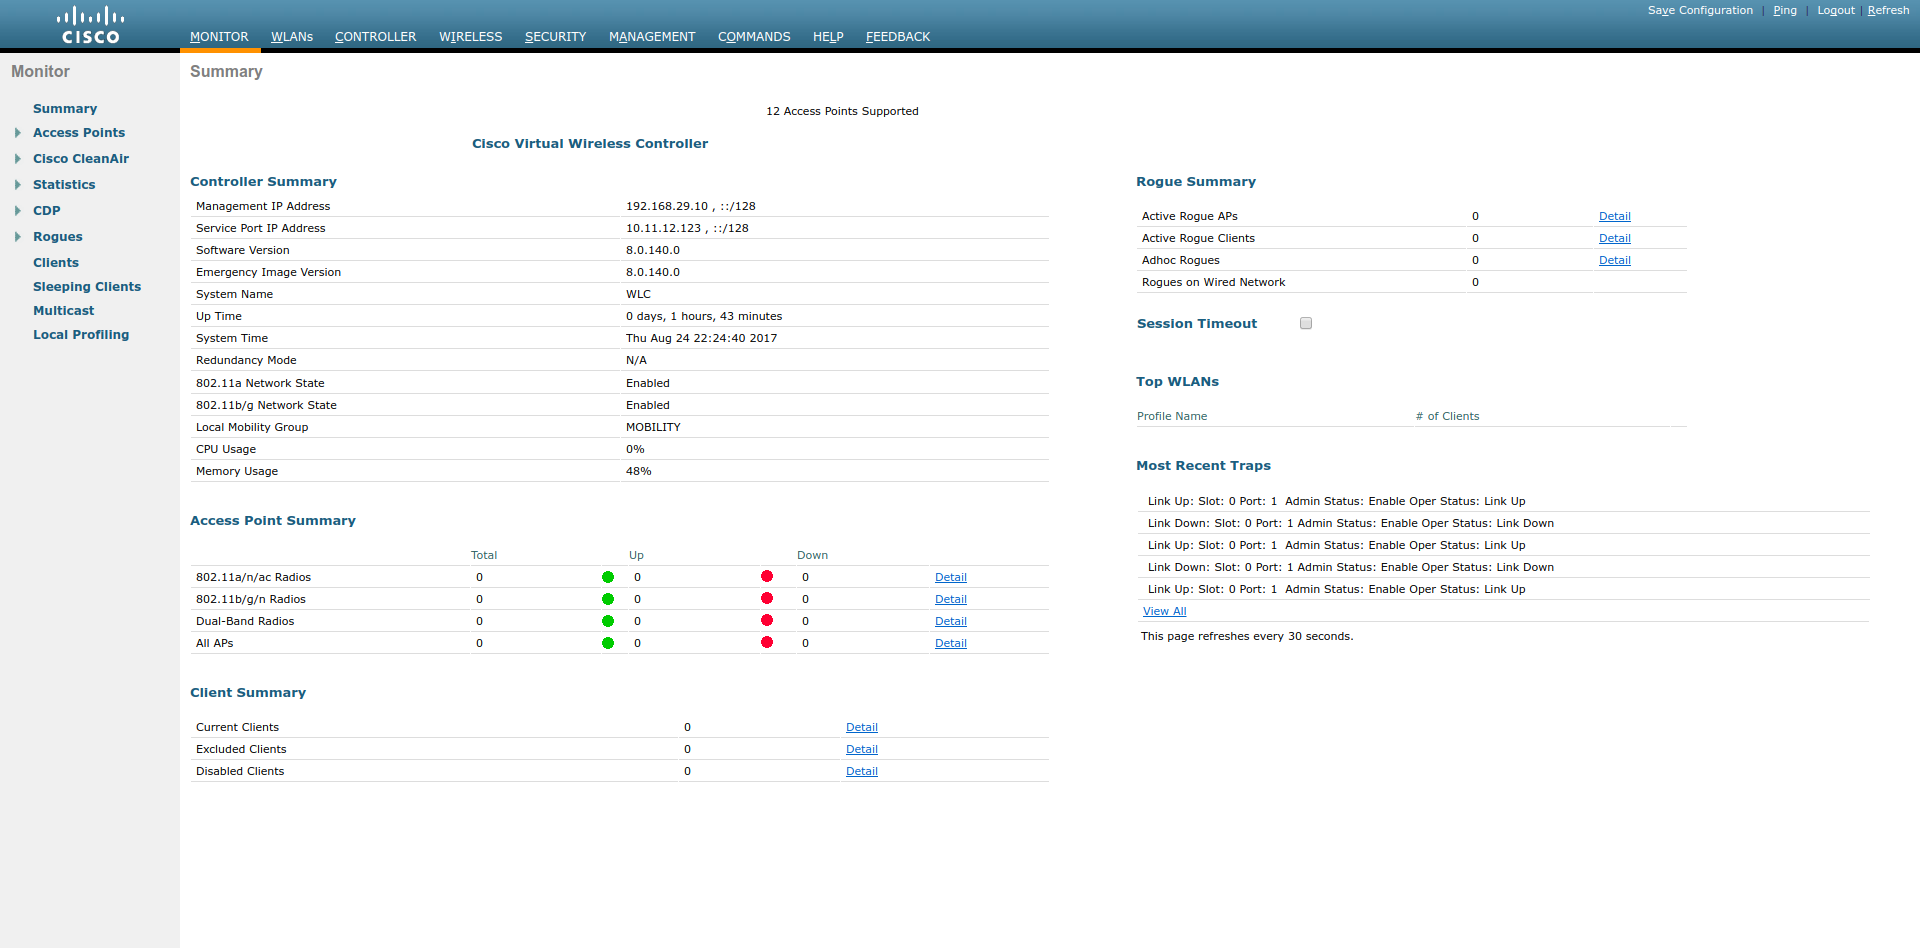 CISCO
Save Configuration | Ping | Logout | Refresh
MONITOR WLANs CONTROLLER WIRELESS SECURITY MANAGEMENT COMMANDS HELP FEEDBACK
Monitor
Summary
Access Points
Cisco CleanAir
Statistics
CDP
Rogues
Clients
Sleeping Clients
Multicast
Local Profiling
Summary
12 Access Points Supported
Cisco Virtual Wireless Controller
Controller Summary
Management IP Address 192.168.29.10 , ::/128
Service Port IP Address 10.11.12.123 , ::/128
Software Version 8.0.140.0
Emergency Image Version 8.0.140.0
System Name WLC
Up Time 0 days, 1 hours, 43 minutes
System Time Thu Aug 24 22:24:40 2017
Redundancy Mode N/A
802.11a Network State Enabled
802.11b/g Network State Enabled
Local Mobility Group MOBILITY
CPU Usage 0%
Memory Usage 48%
Access Point Summary
Total Up Down
802.11a/n/ac Radios 0 0 0 Detail
802.11b/g/n Radios 0 0 0 Detail
Dual-Band Radios 0 0 0 Detail
All APs 0 0 0 Detail
Client Summary
Current Clients 0 Detail
Excluded Clients 0 Detail
Disabled Clients 0 Detail
Rogue Summary
Active Rogue APs 0 Detail
Active Rogue Clients 0 Detail
Adhoc Rogues 0 Detail
Rogues on Wired Network 0
Session Timeout
Top WLANs
Profile Name # of Clients
Most Recent Traps
Link Up: Slot: 0 Port: 1 Admin Status: Enable Oper Status: Link Up
Link Down: Slot: 0 Port: 1 Admin Status: Enable Oper Status: Link Down
Link Up: Slot: 0 Port: 1 Admin Status: Enable Oper Status: Link Up
Link Down: Slot: 0 Port: 1 Admin Status: Enable Oper Status: Link Down
Link Up: Slot: 0 Port: 1 Admin Status: Enable Oper Status: Link Up
View All
This page refreshes every 30 seconds.